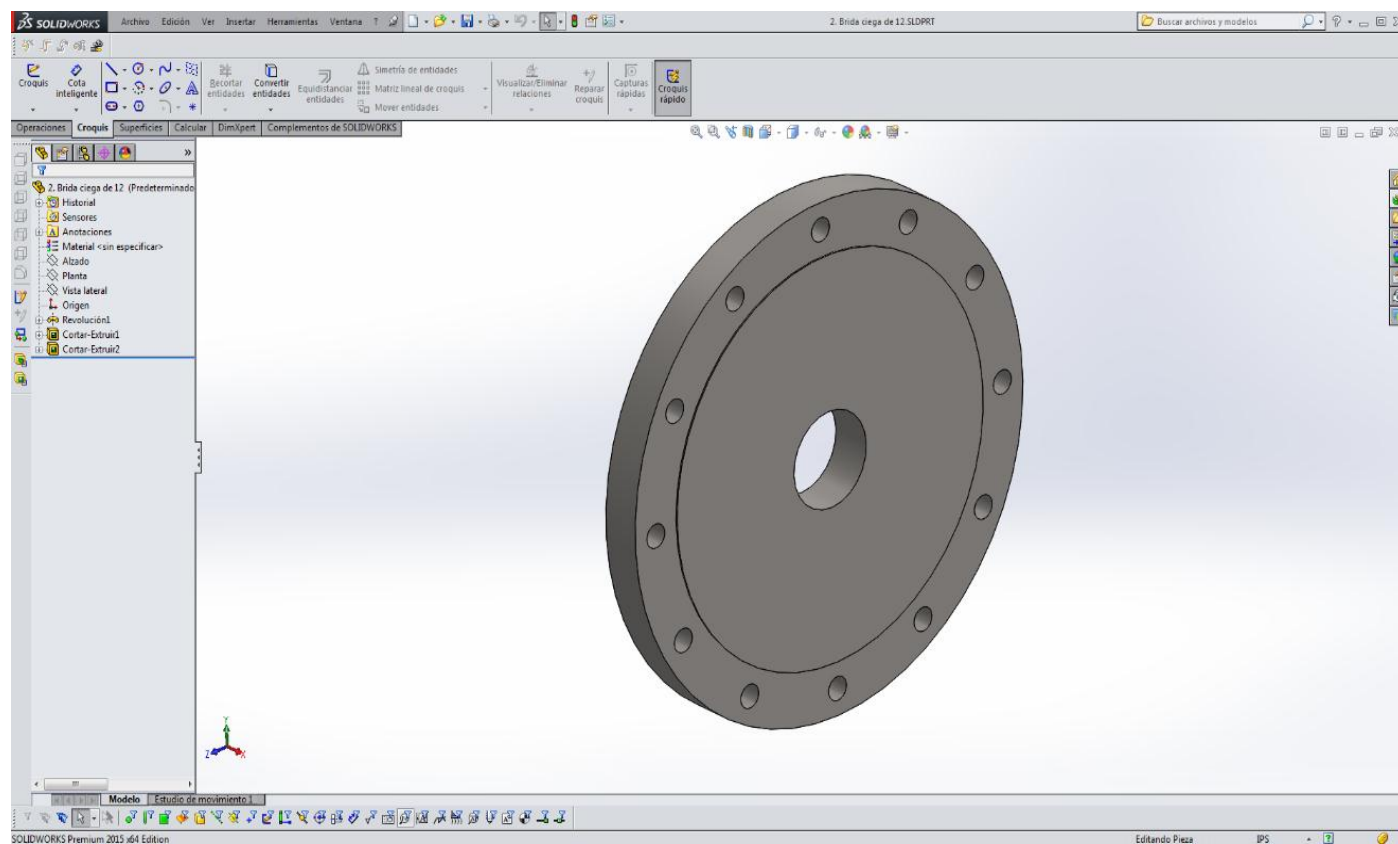 SOLIDWORKS Archivo Edición Ver Insertar Herramientas Ventana ? 2. Brida ciega de 12.SLDPRT Buscar archivos y modelos
Croquis Cota inteligente Recortar entidades Convertir entidades Equidistanciar entidades Simetría de entidades
Matriz lineal de croquis
Mover entidades
Visualizar/Eliminar relaciones Reparar croquis Capturas rápidas Croquis rápido
Operaciones Croquis Superficies Calcular DimXpert Complementos de SOLIDWORKS
2. Brida ciega de 12 (Predeterminado
Historial
Sensores
Anotaciones
Material <sin especificar>
Alzado
Planta
Vista lateral
Origen
Revolución1
Cortar-Extruir1
Cortar-Extruir2
Y
Z X
Modelo Estudio de movimiento 1
SOLIDWORKS Premium 2015 x64 Edition Editando Pieza IPS